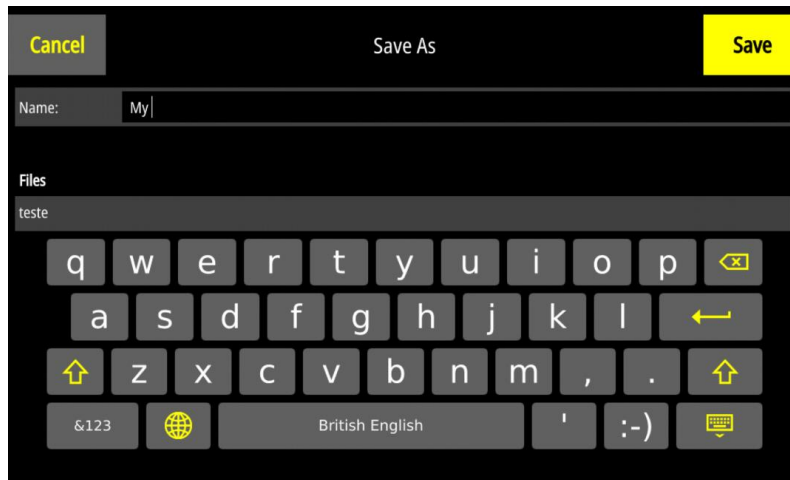 Cancel Save As Save
Name: My
Files
teste
q w e r t y u i o p
a s d f g h j k l
z x c v b n m , .
&123 British English ' :-)